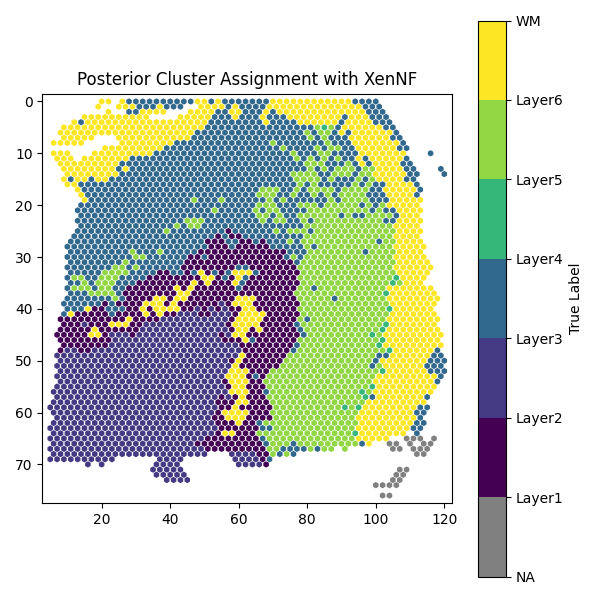 Posterior Cluster Assignment with XenNF
0
10
20
30
40
50
60
70
20
40
60
80
100
120
WM
Layer6
Layer5
Layer4
Layer3
Layer2
Layer1
NA
True Label